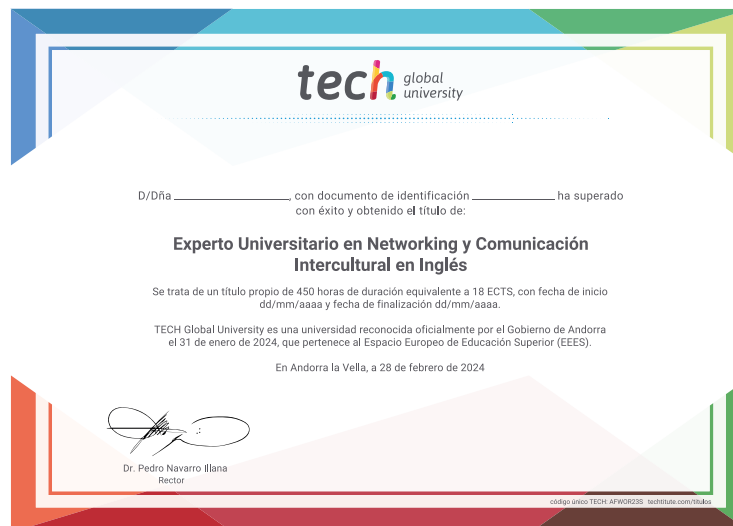 tech global university
D/Dña ____________________, con documento de identificación ______________ ha superado
con éxito y obtenido el título de:
Experto Universitario en Networking y Comunicación
Intercultural en Inglés
Se trata de un título propio de 450 horas de duración equivalente a 18 ECTS, con fecha de inicio
dd/mm/aaaa y fecha de finalización dd/mm/aaaa.
TECH Global University es una universidad reconocida oficialmente por el Gobierno de Andorra
el 31 de enero de 2024, que pertenece al Espacio Europeo de Educación Superior (EEES).
En Andorra la Vella, a 28 de febrero de 2024
Dr. Pedro Navarro Illana
Rector
código único TECH: AFWOR23S techtitute.com/titulos